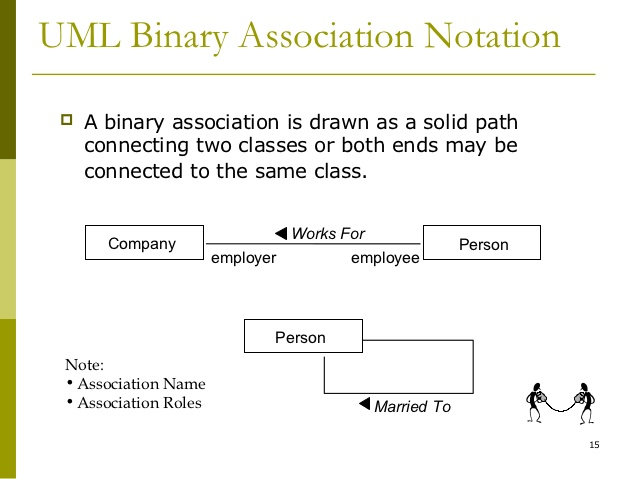 UML Binary Association Notation
A binary association is drawn as a solid path
connecting two classes or both ends may be
connected to the same class.
Works For
Company
Person
employer
employee
Person
Note:
• Association Name
• Association Roles
Married To
15